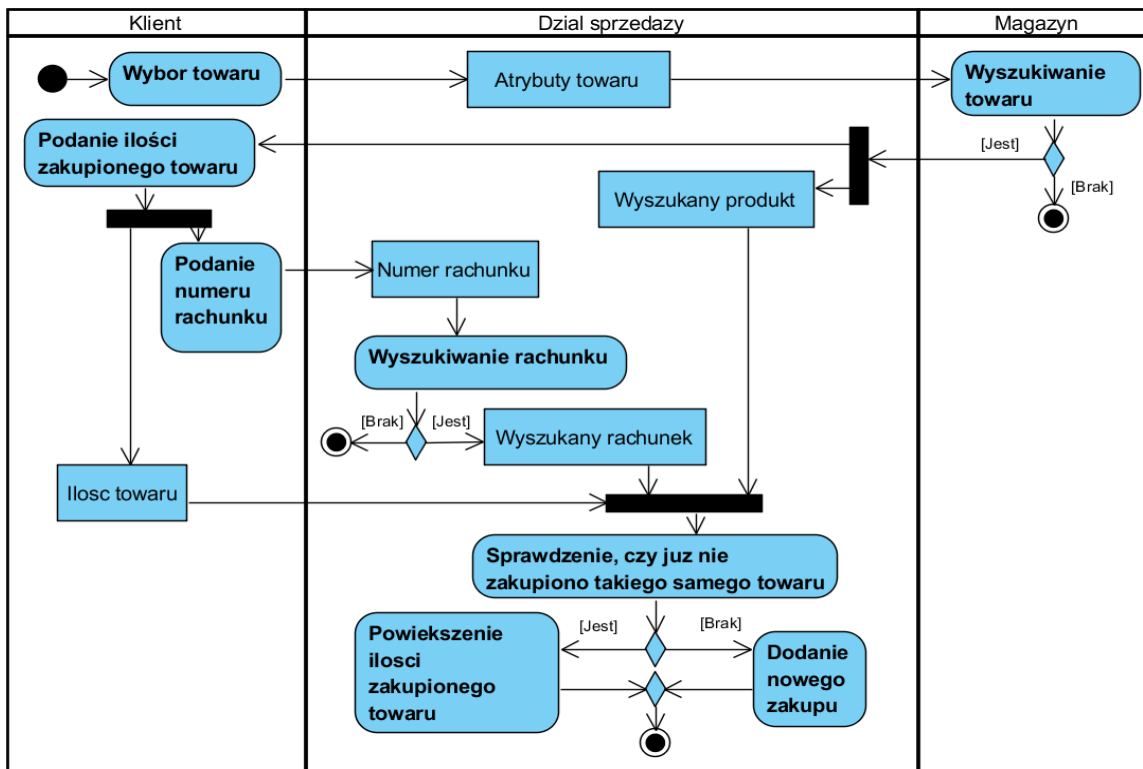 Klient
Dzial sprzedazy
Magazyn
Wybor towaru
Atrybuty towaru
Wyszukiwanie
towaru
Podanie ilości
zakupionego towaru
[Jest]
[Brak]
Wyszukany produkt
Podanie
numeru
rachunku
Numer rachunku
Wyszukiwanie rachunku
[Brak]
[Jest]
Wyszukany rachunek
Ilosc towaru
Sprawdzenie, czy juz nie
zakupiono takiego samego towaru
[Jest]
[Brak]
Powiekszenie
ilosci
zakupionego
towaru
Dodanie
nowego
zakupu